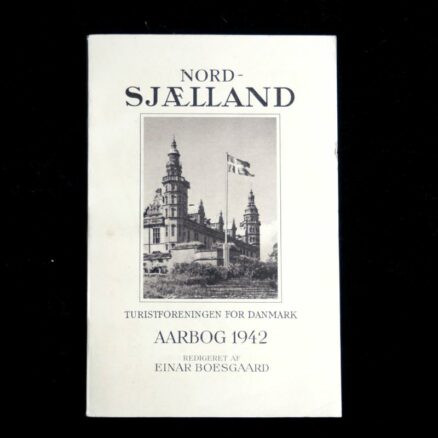 NORD-
SJÆLLAND
TURISTFORENINGEN FOR DANMARK
AARBOG 1942
REDIGERET AF
EINAR BOESGAARD